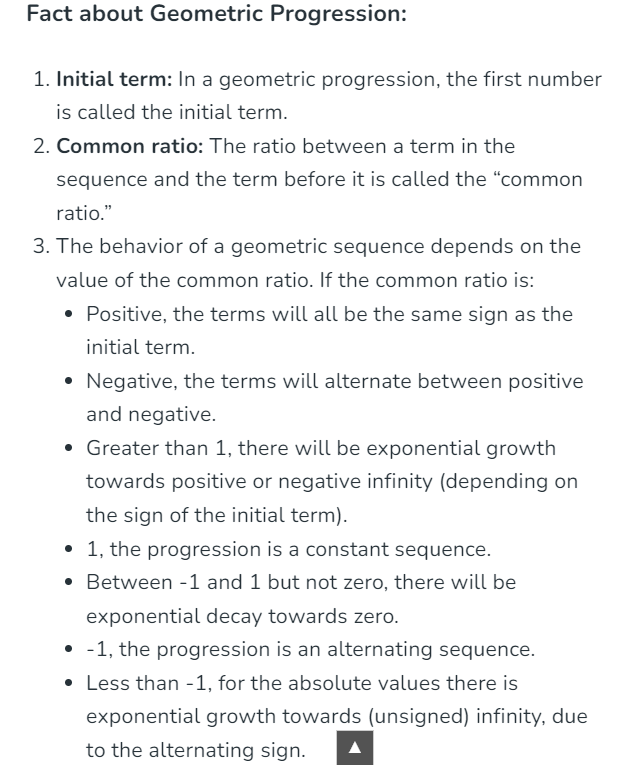 Fact about Geometric Progression:
1. Initial term: In a geometric progression, the first number
is called the initial term.
2. Common ratio: The ratio between a term in the
sequence and the term before it is called the “common
ratio.”
3. The behavior of a geometric sequence depends on the
value of the common ratio. If the common ratio is:
• Positive, the terms will all be the same sign as the
initial term.
• Negative, the terms will alternate between positive
and negative.
• Greater than 1, there will be exponential growth
towards positive or negative infinity (depending on
the sign of the initial term).
• 1, the progression is a constant sequence.
• Between -1 and 1 but not zero, there will be
exponential decay towards zero.
• -1, the progression is an alternating sequence.
• Less than -1, for the absolute values there is
exponential growth towards (unsigned) infinity, due
to the alternating sign.